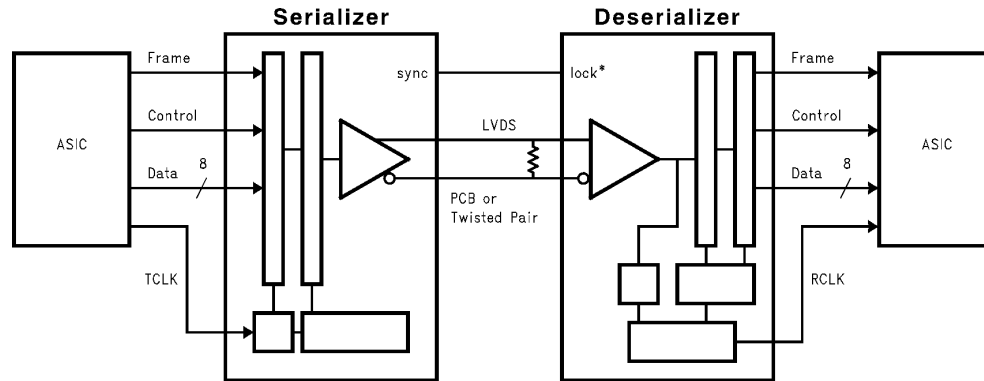 Serializer
Deserializer
ASIC
Frame
Control
Data
8
TCLK
sync
lock*
LVDS
PCB or
Twisted Pair
Frame
Control
Data
8
RCLK
ASIC